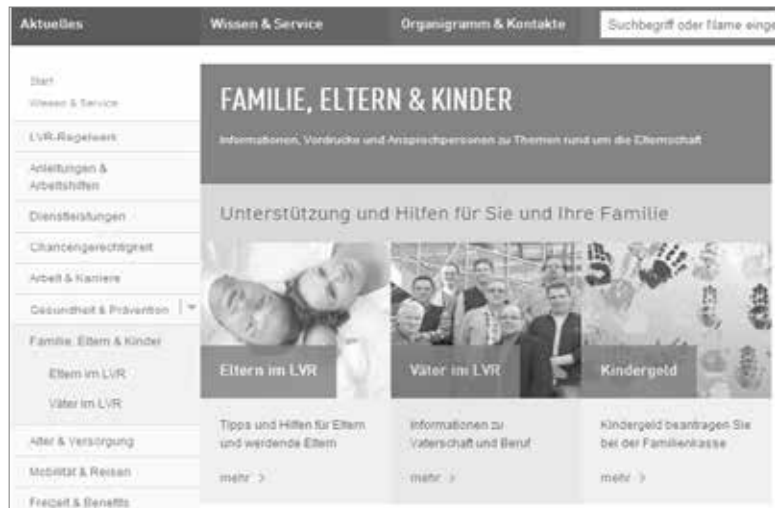 Aktuelles
Wissen & Service
Organigramm & Kontakte
Suchbegriff oder Name einge
Start
Wissen & Service
LVR-Regelwerk
Anleitungen &
Arbeitshilfen
Dienstleistungen
Chancengerechtigkeit
Arbeit & Karriere
Gesundheit & Prävention
Familie, Eltern & Kinder
Eltern im LVR
Väter im LVR
Alter & Versorgung
Mobilität & Reisen
Freizeit & Benefits
FAMILIE, ELTERN & KINDER
Informationen, Vordrucke und Ansprechpersonen zu Themen rund um die Elternschaft
Unterstützung und Hilfen für Sie und Ihre Familie
Eltern im LVR
Tipps und Hilfen für Eltern
und werdende Eltern
mehr >
Väter im LVR
Informationen zu
Vaterschaft und Beruf
mehr >
Kindergeld
Kindergeld beantragen Sie
bei der Familienkasse
mehr >